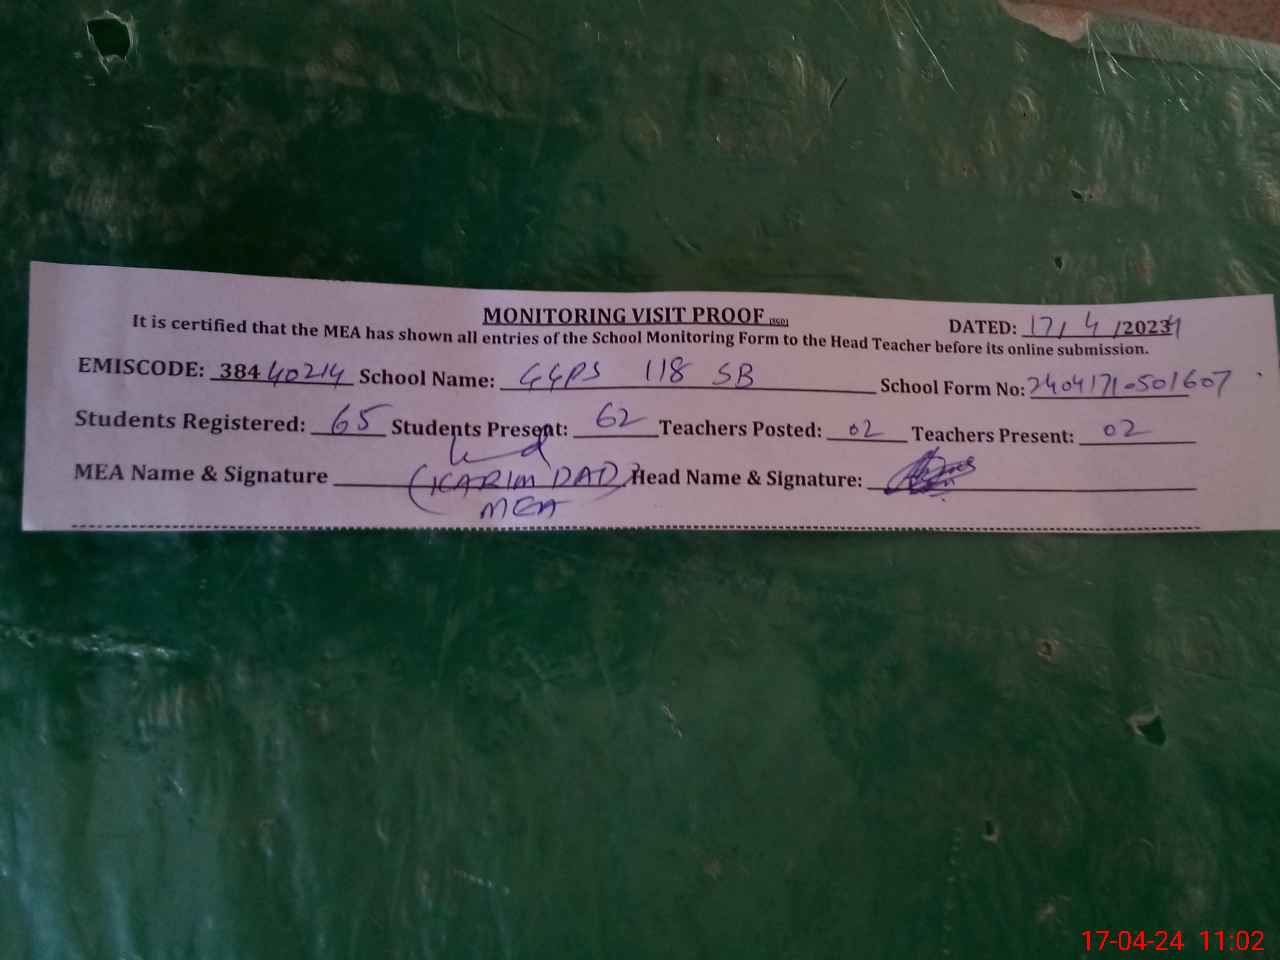 MONITORING VISIT PROOF
DATED: 17/4/2024
It is certified that the MEA has shown all entries of the School Monitoring Form to the Head Teacher before its online submission.
EMISCODE: 38440214 School Name: GGPS 118 SB School Form No: 2404171-0501607
Students Registered: 65 Students Present: 62 Teachers Posted: 02 Teachers Present: 02
MEA Name & Signature (KARIM DAD) Head Name & Signature:
MEA
17-04-24 11:02